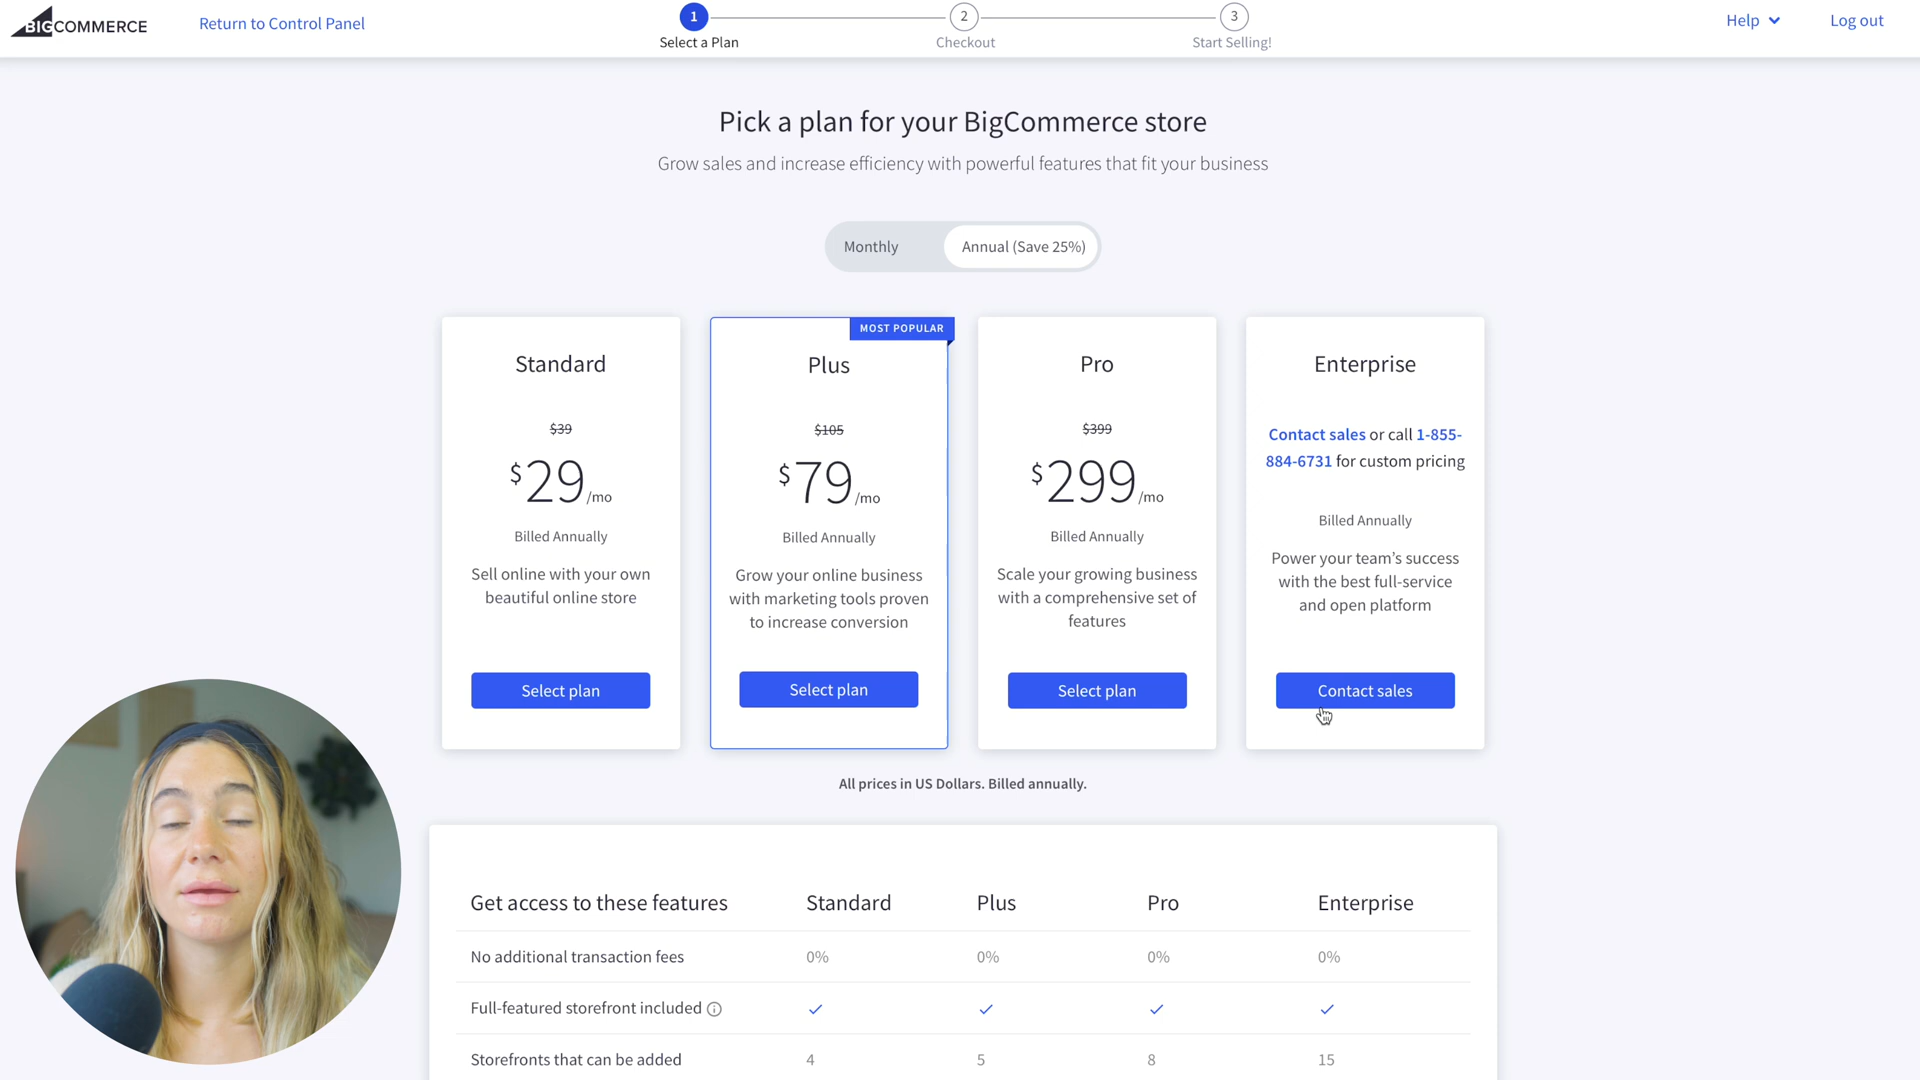 BIGCOMMERCE
Return to Control Panel
1
Select a Plan
2
Checkout
3
Start Selling!
Help
Log out
Pick a plan for your BigCommerce store
Grow sales and increase efficiency with powerful features that fit your business
Monthly
Annual (Save 25%)
Standard
$39
$29/mo
Billed Annually
Sell online with your own
beautiful online store
Select plan
MOST POPULAR
Plus
$105
$79/mo
Billed Annually
Grow your online business
with marketing tools proven
to increase conversion
Select plan
Pro
$399
$299/mo
Billed Annually
Scale your growing business
with a comprehensive set of
features
Select plan
Enterprise
Contact sales or call 1-855-
884-6731 for custom pricing
Billed Annually
Power your team’s success
with the best full-service
and open platform
Contact sales
All prices in US Dollars. Billed annually.
Get access to these features Standard Plus Pro Enterprise
No additional transaction fees 0% 0% 0% 0%
Full-featured storefront included
Storefronts that can be added 4 5 8 15